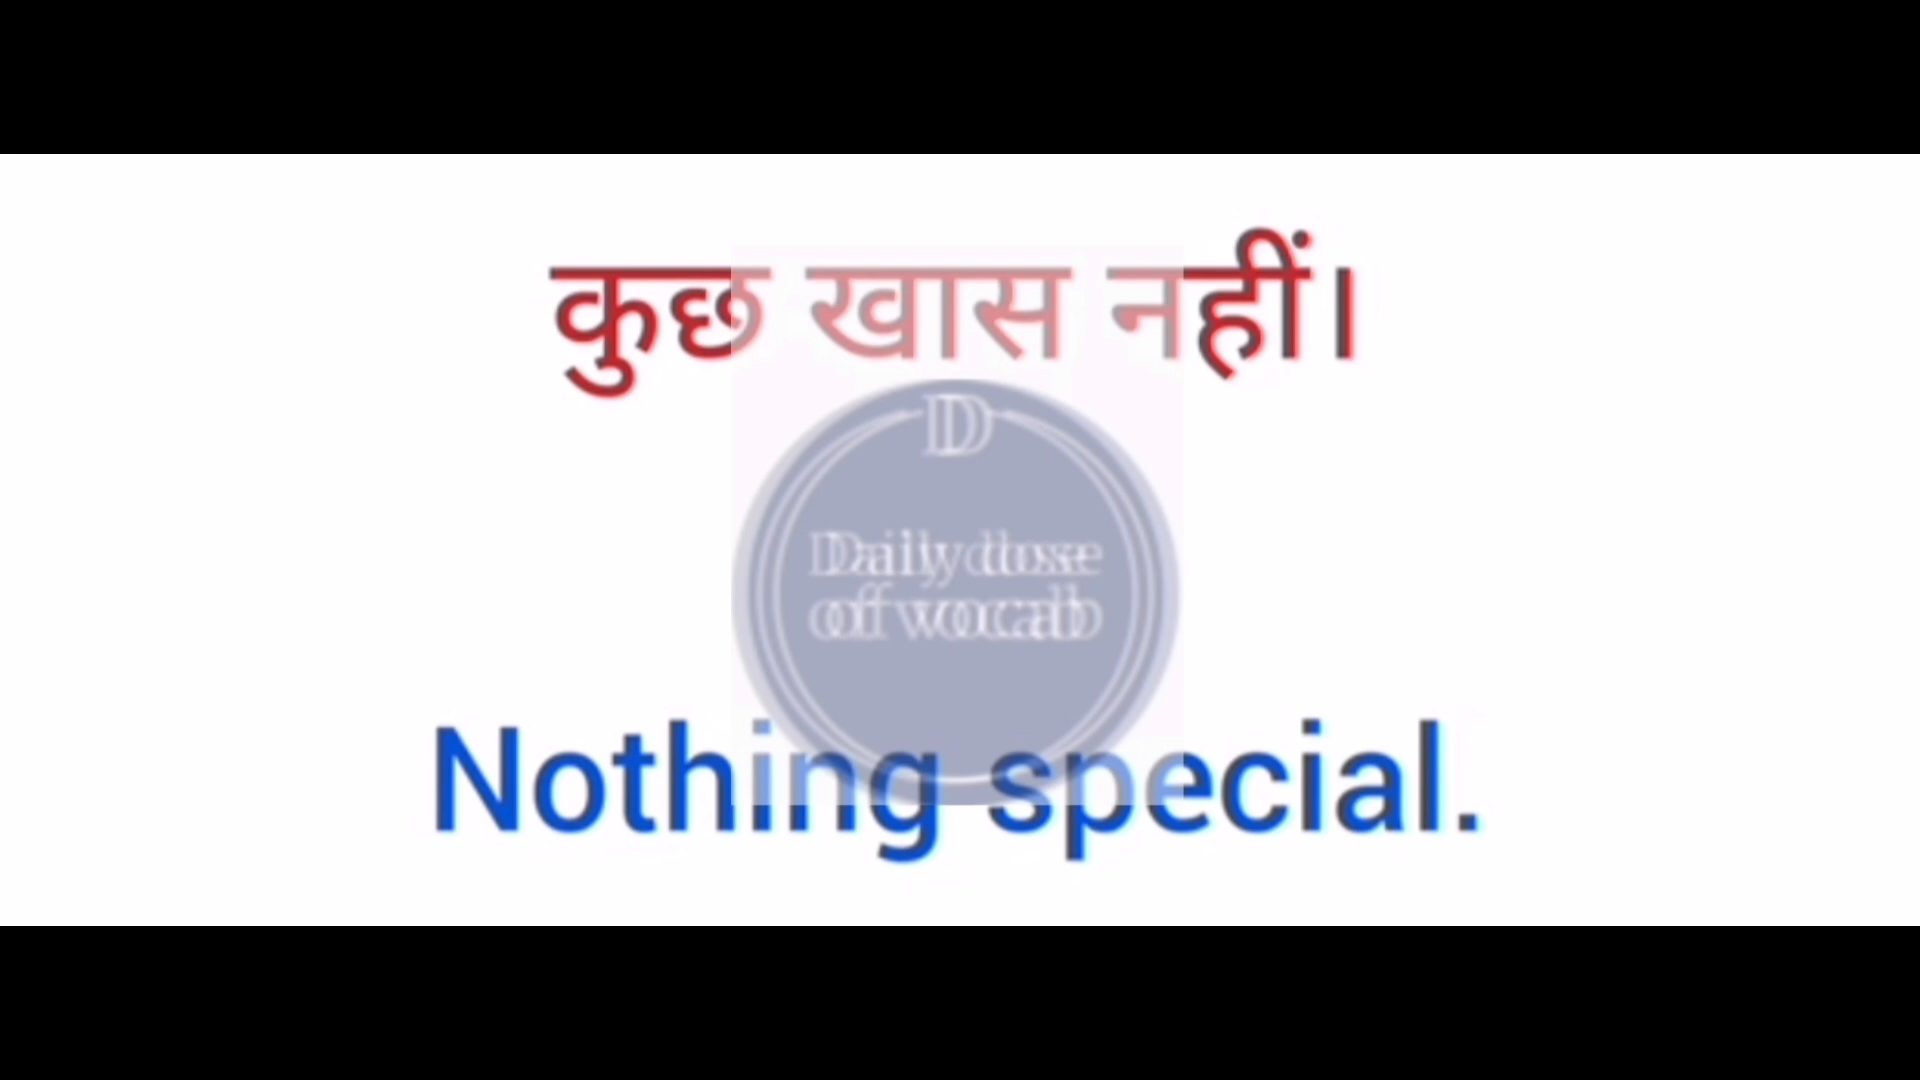 कुछ खास नहीं।
D
Daily dose
of vocab
Nothing special.